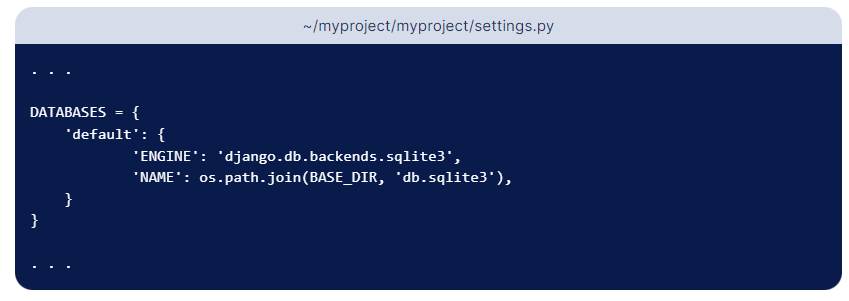 ~/myproject/myproject/settings.py
. . .
DATABASES = {
    'default': {
            'ENGINE': 'django.db.backends.sqlite3',
            'NAME': os.path.join(BASE_DIR, 'db.sqlite3'),
    }
}
. . .